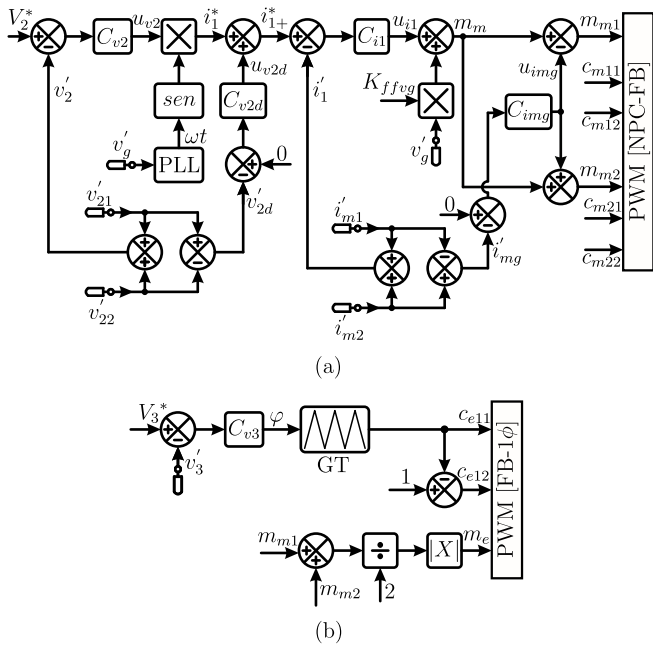 V₂* C_v2 u_v2 i₁* i₁₊* C_i1 u_i1 m_m m_m1
v₂′ u_v2d i₁′ u_img c_m11
sen C_v2d K_ffvg C_img c_m12
v_g′ PLL ωt 0 v_g′
v₂₁′ v₂d′ i_m1′ 0 m_m2
i_mg′ c_m21
v₂₂′ i_m2′ c_m22
PWM [NPC-FB]
(a)
V₃* C_v3 φ c_e11
v₃′ GT 1 c_e12
m_m1 ÷ |X| m_e
m_m2 2
PWM [FB-1ϕ]
(b)